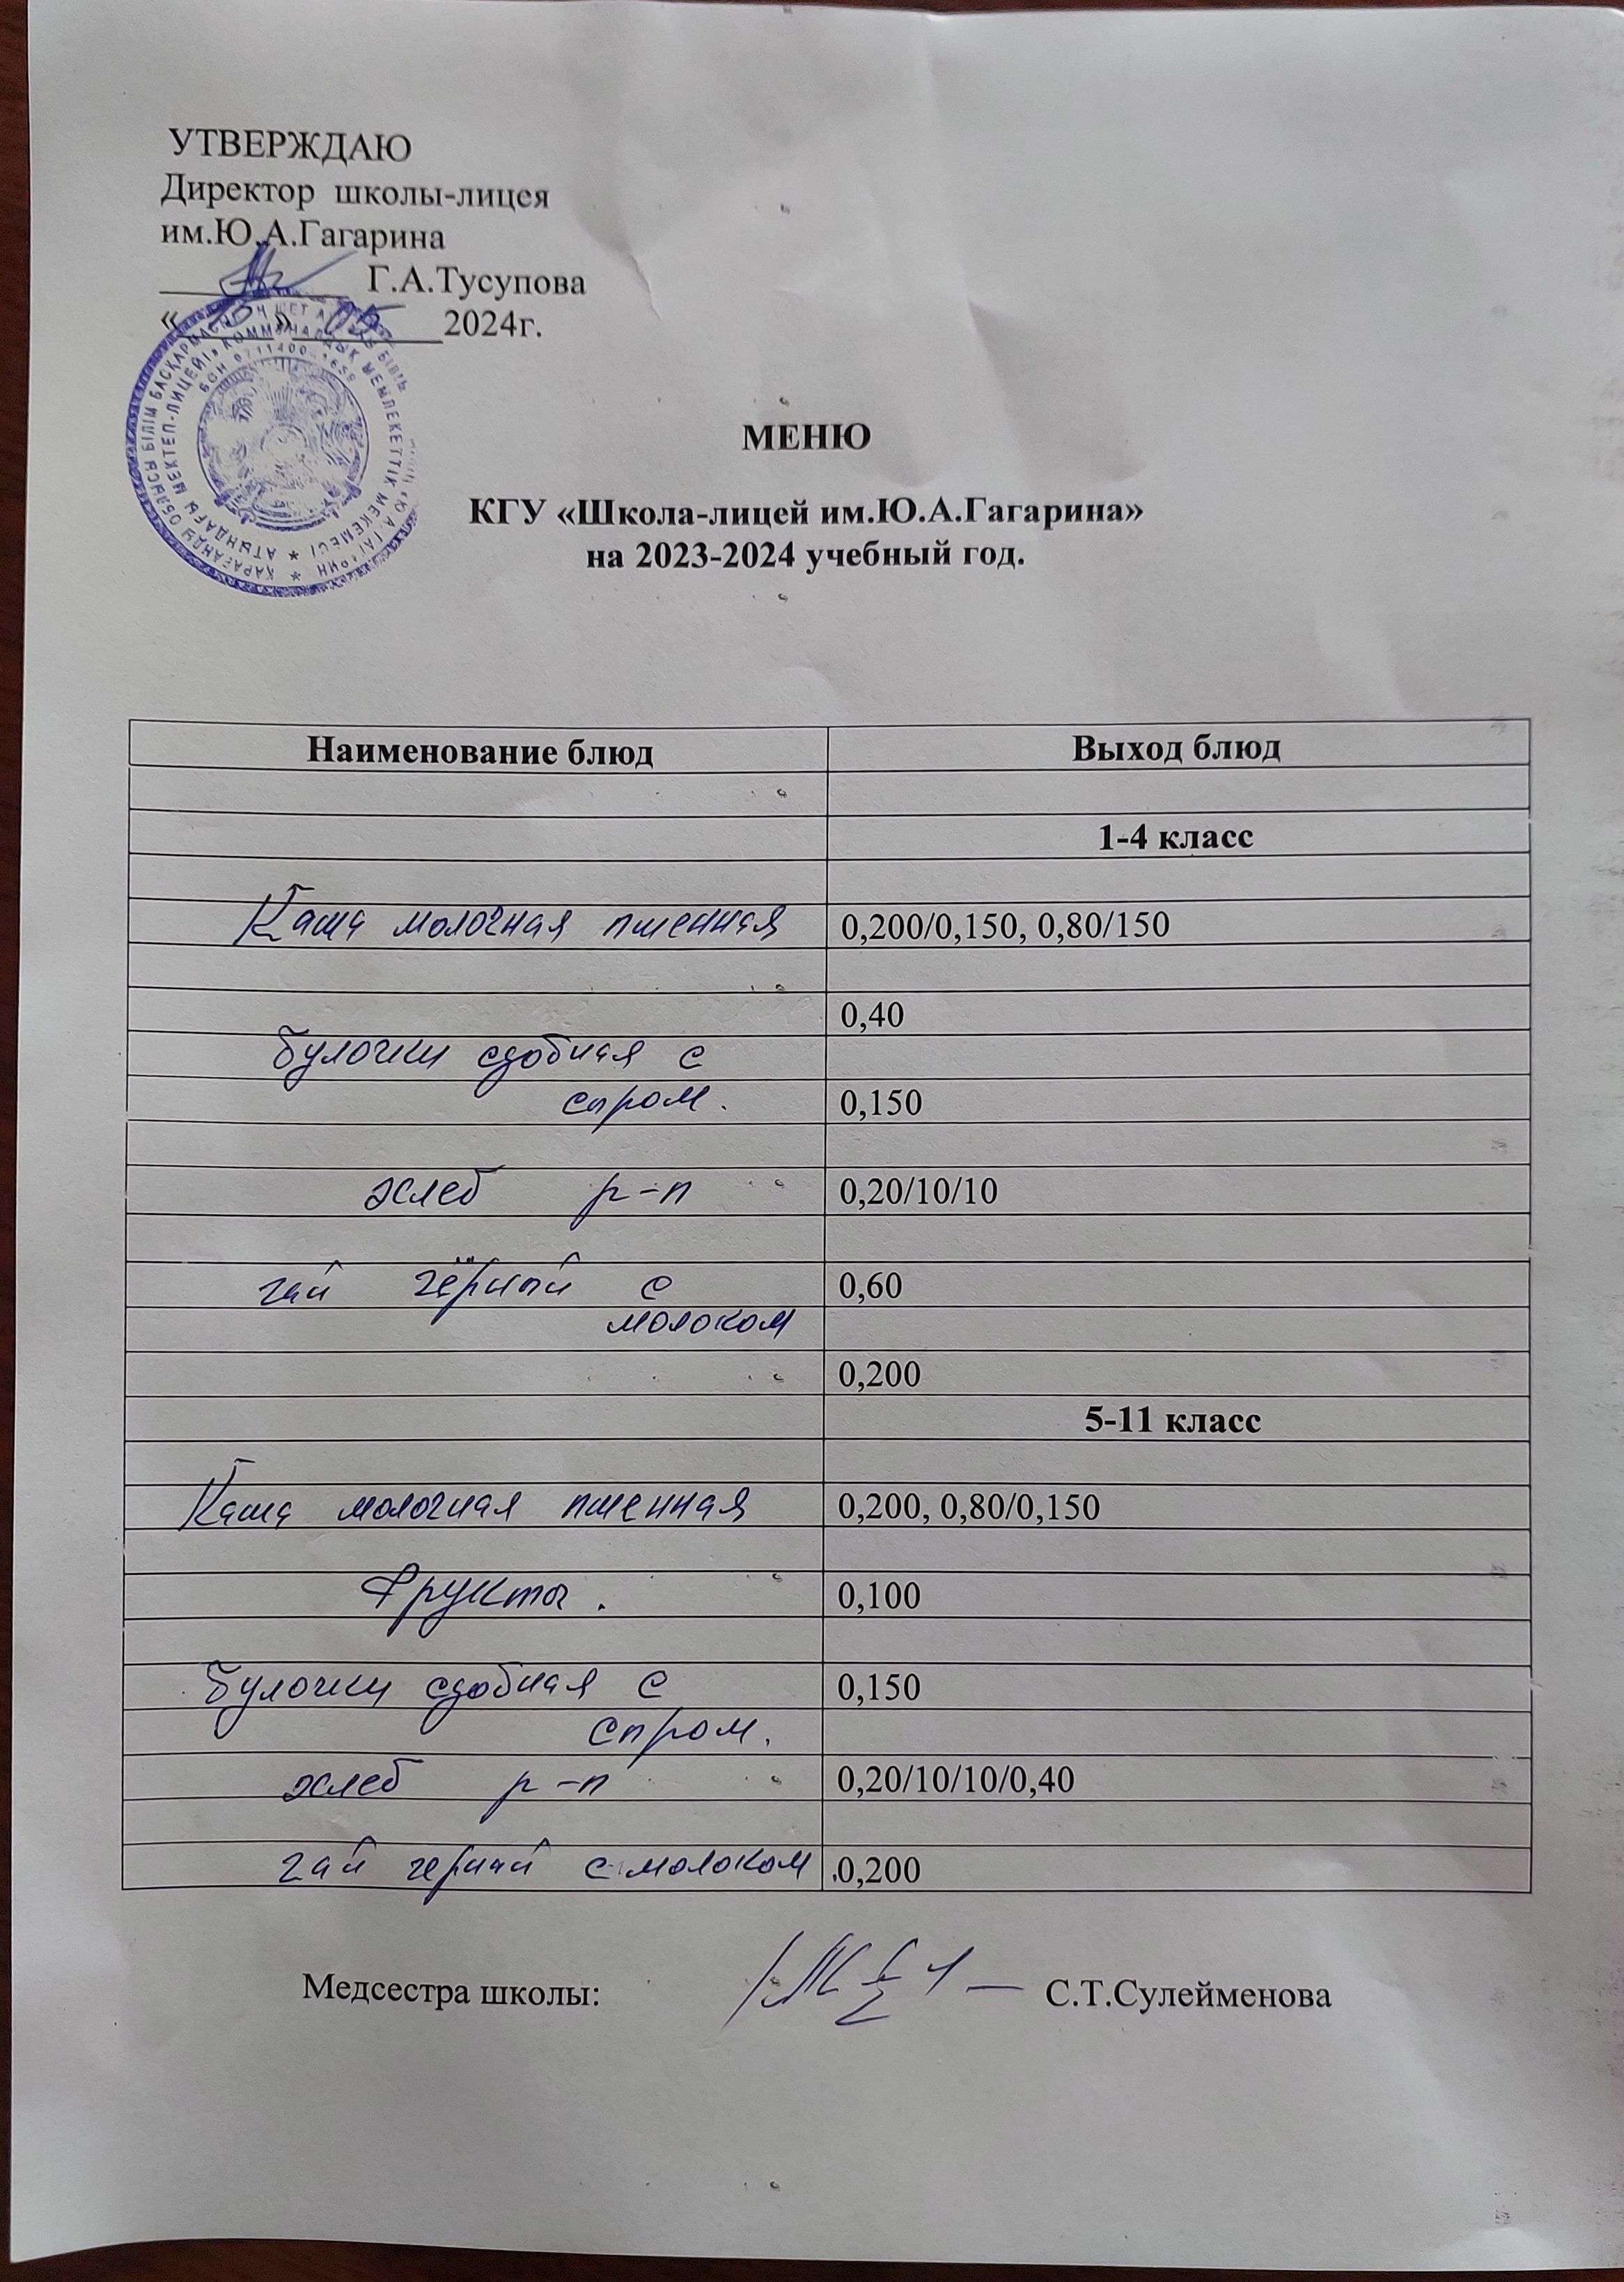 УТВЕРЖДАЮ
Директор школы-лицея
им.Ю.А.Гагарина
Г.А.Тусупова
« » 05 2024г.
МЕНЮ
КГУ «Школа-лицей им.Ю.А.Гагарина»
на 2023-2024 учебный год.
Наименование блюд Выход блюд
1-4 класс
Каша молочная пшенная 0,200/0,150, 0,80/150
0,40
Булочки сдобная с
сыром. 0,150
хлеб р-п 0,20/10/10
чай чёрный с 0,60
молоком
0,200
5-11 класс
Каша молочная пшенная 0,200, 0,80/0,150
Фрукты. 0,100
Булочки сдобная с 0,150
сыром.
хлеб р-п 0,20/10/10/0,40
чай черный с молоком 0,200
Медсестра школы: С.Т.Сулейменова